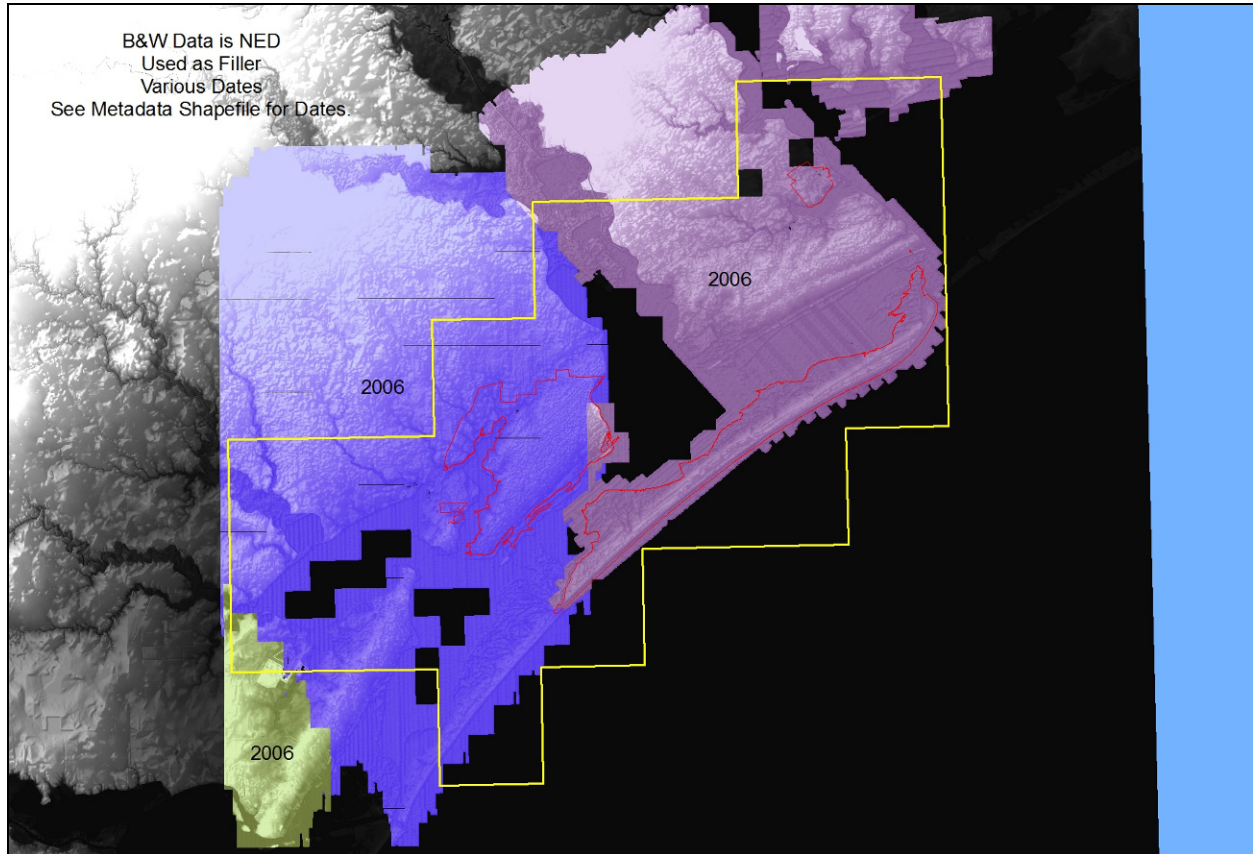 B&W Data is NED
Used as Filler
Various Dates
See Metadata Shapefile for Dates.
2006
2006
2006